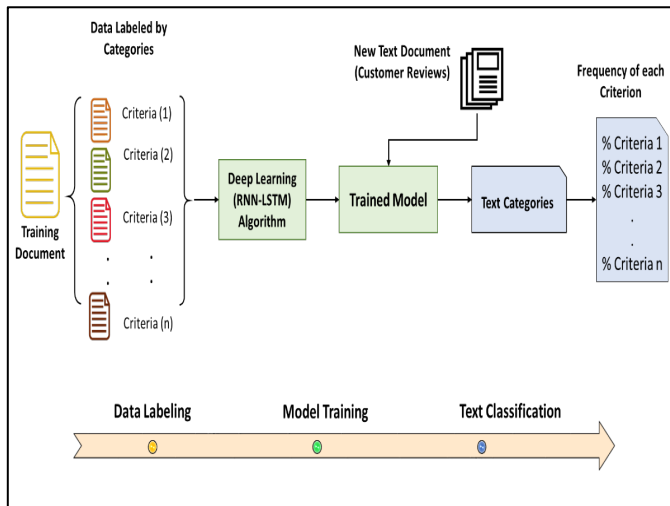 Data Labeled by
Categories
Training
Document
Criteria (1)
Criteria (2)
Criteria (3)
. .
. .
Criteria (n)
Deep Learning
(RNN-LSTM)
Algorithm
New Text Document
(Customer Reviews)
Trained Model
Text Categories
Frequency of each
Criterion
% Criteria 1
% Criteria 2
% Criteria 3
.
.
% Criteria n
Data Labeling
Model Training
Text Classification